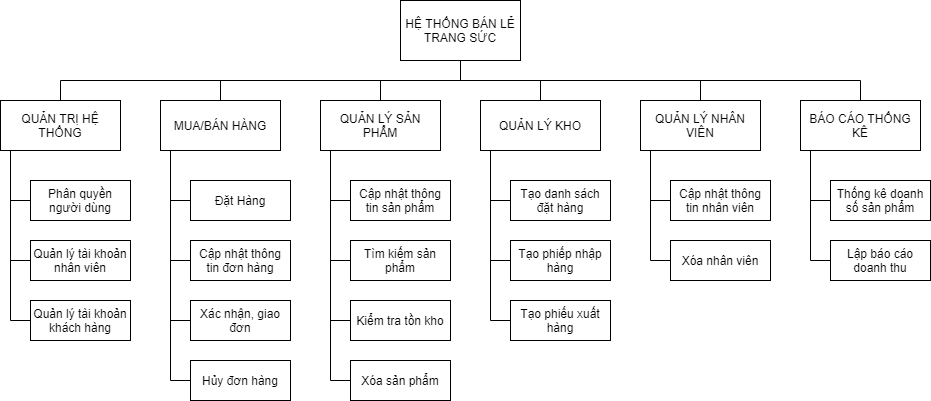 HỆ THỐNG BÁN LẺ
TRANG SỨC
QUẢN TRỊ HỆ
THỐNG
MUA/BÁN HÀNG
QUẢN LÝ SẢN
PHẨM
QUẢN LÝ KHO
QUẢN LÝ NHÂN
VIÊN
BÁO CÁO THỐNG
KÊ
Phân quyền
người dùng
Quản lý tài khoản
nhân viên
Quản lý tài khoản
khách hàng
Đặt Hàng
Cập nhật thông
tin đơn hàng
Xác nhận, giao
đơn
Hủy đơn hàng
Cập nhật thông
tin sản phẩm
Tìm kiếm sản
phẩm
Kiểm tra tồn kho
Xóa sản phẩm
Tạo danh sách
đặt hàng
Tạo phiếp nhập
hàng
Tạo phiếu xuất
hàng
Cập nhật thông
tin nhân viên
Xóa nhân viên
Thống kê doanh
số sản phẩm
Lập báo cáo
doanh thu